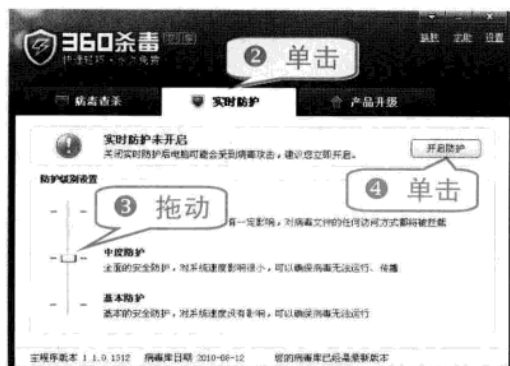 360杀毒
❷ 单击
换肤 定制 设置
病毒查杀 实时防护 产品升级
实时防护未开启
关闭实时防护后电脑可能会受到病毒攻击，建议您立即开启。
开启防护
防护级别设置
❹ 单击
❸ 拖动
有一定影响，对病毒文件的任何访问方式都将被拦截
中度防护
全面的安全防护，对系统速度影响很小，可以确保病毒无法运行、传播
基本防护
基本的安全防护，对系统速度没有影响，可以确保病毒无法运行
主程序版本 1.1.0.1312 病毒库日期 2010-08-12 您的病毒库已经是最新版本